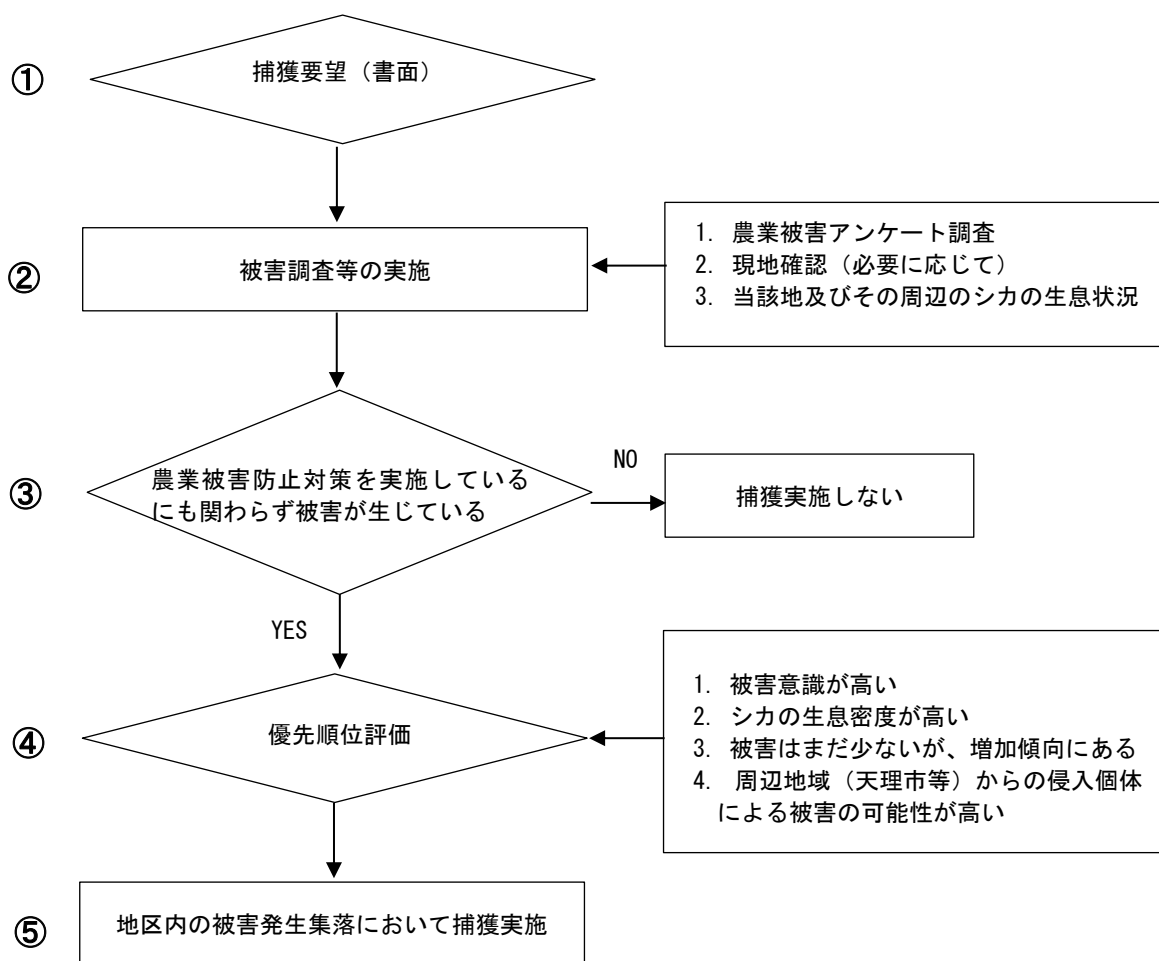 ①
捕獲要望（書面）
②
被害調査等の実施
1. 農業被害アンケート調査
2. 現地確認（必要に応じて）
3. 当該地及びその周辺のシカの生息状況
③
農業被害防止対策を実施している
にも関わらず被害が生じている
NO
捕獲実施しない
YES
④
優先順位評価
1. 被害意識が高い
2. シカの生息密度が高い
3. 被害はまだ少ないが、増加傾向にある
4. 周辺地域（天理市等）からの侵入個体
による被害の可能性が高い
⑤
地区内の被害発生集落において捕獲実施